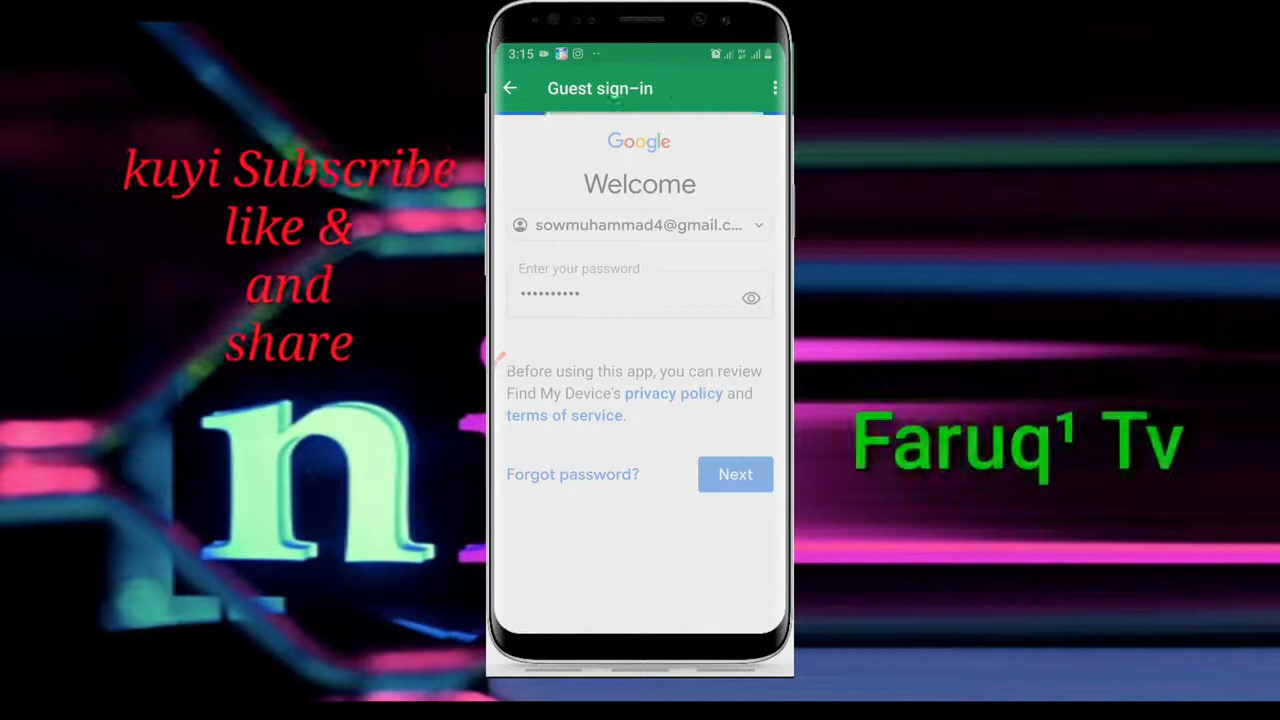 kuyi Subscribe
like &
and
share
n
3:15
Guest sign-in
Google
Welcome
sowmuhammad4@gmail.c...
Enter your password
••••••••••
Before using this app, you can review
Find My Device's privacy policy and
terms of service.
Forgot password?
Next
Faruq¹ Tv